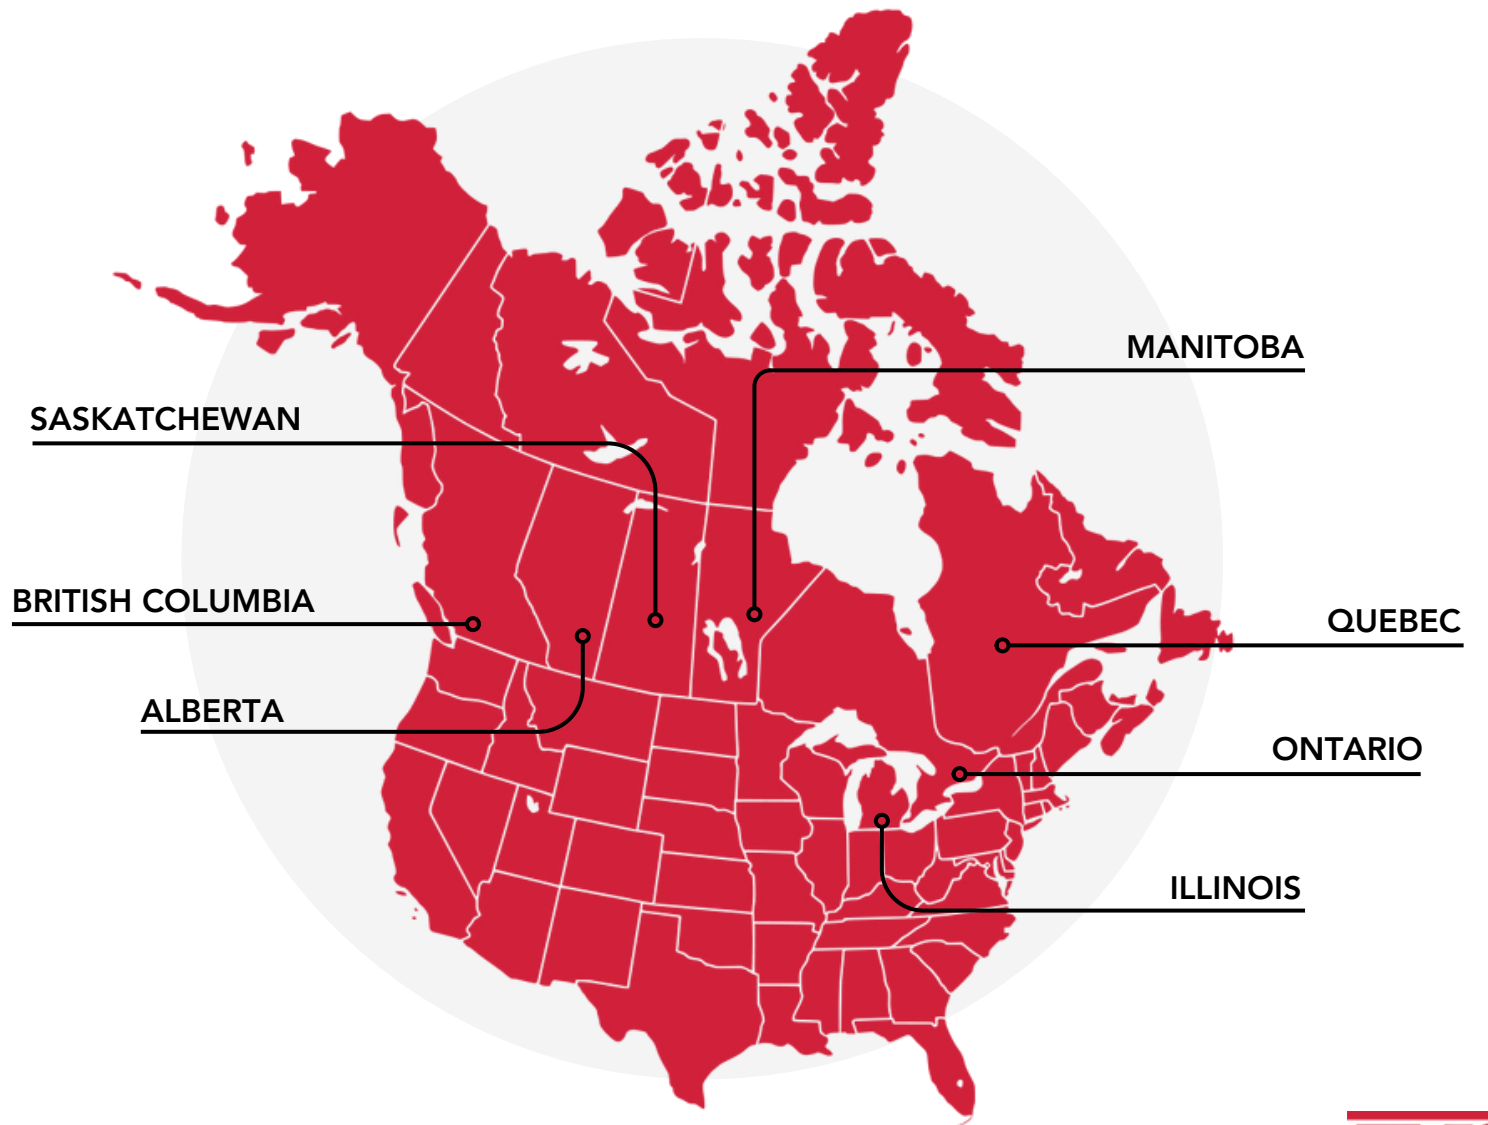 MANITOBA
SASKATCHEWAN
BRITISH COLUMBIA
QUEBEC
ALBERTA
ONTARIO
ILLINOIS